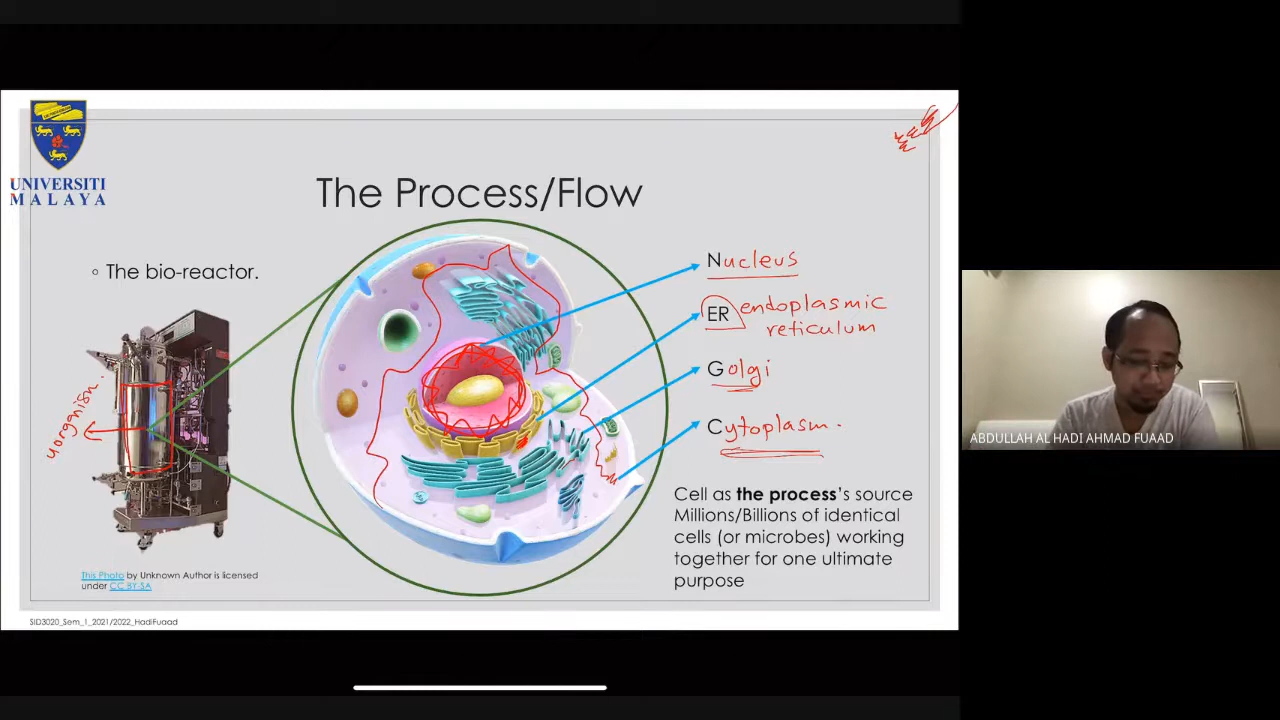 UNIVERSITI
MALAYA
The Process/Flow
The bio-reactor.
Nucleus
ER endoplasmic
reticulum
Golgi
Cytoplasm.
Cell as the process's source
Millions/Billions of identical
cells (or microbes) working
together for one ultimate
purpose
This Photo by Unknown Author is licensed
under CC BY-SA
SID3020_Sem_1_2021/2022_HadiFuaad
ABDULLAH AL HADI AHMAD FUAAD